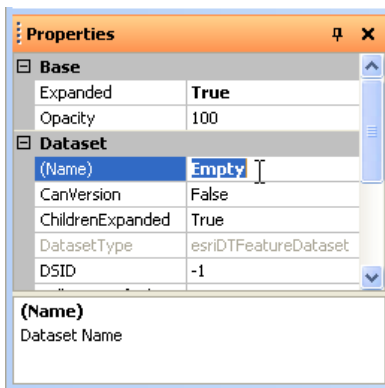 Properties
Base
Expanded True
Opacity 100
Dataset
(Name) Empty
CanVersion False
ChildrenExpanded True
DatasetType esriDTFeatureDataset
DSID -1
(Name)
Dataset Name